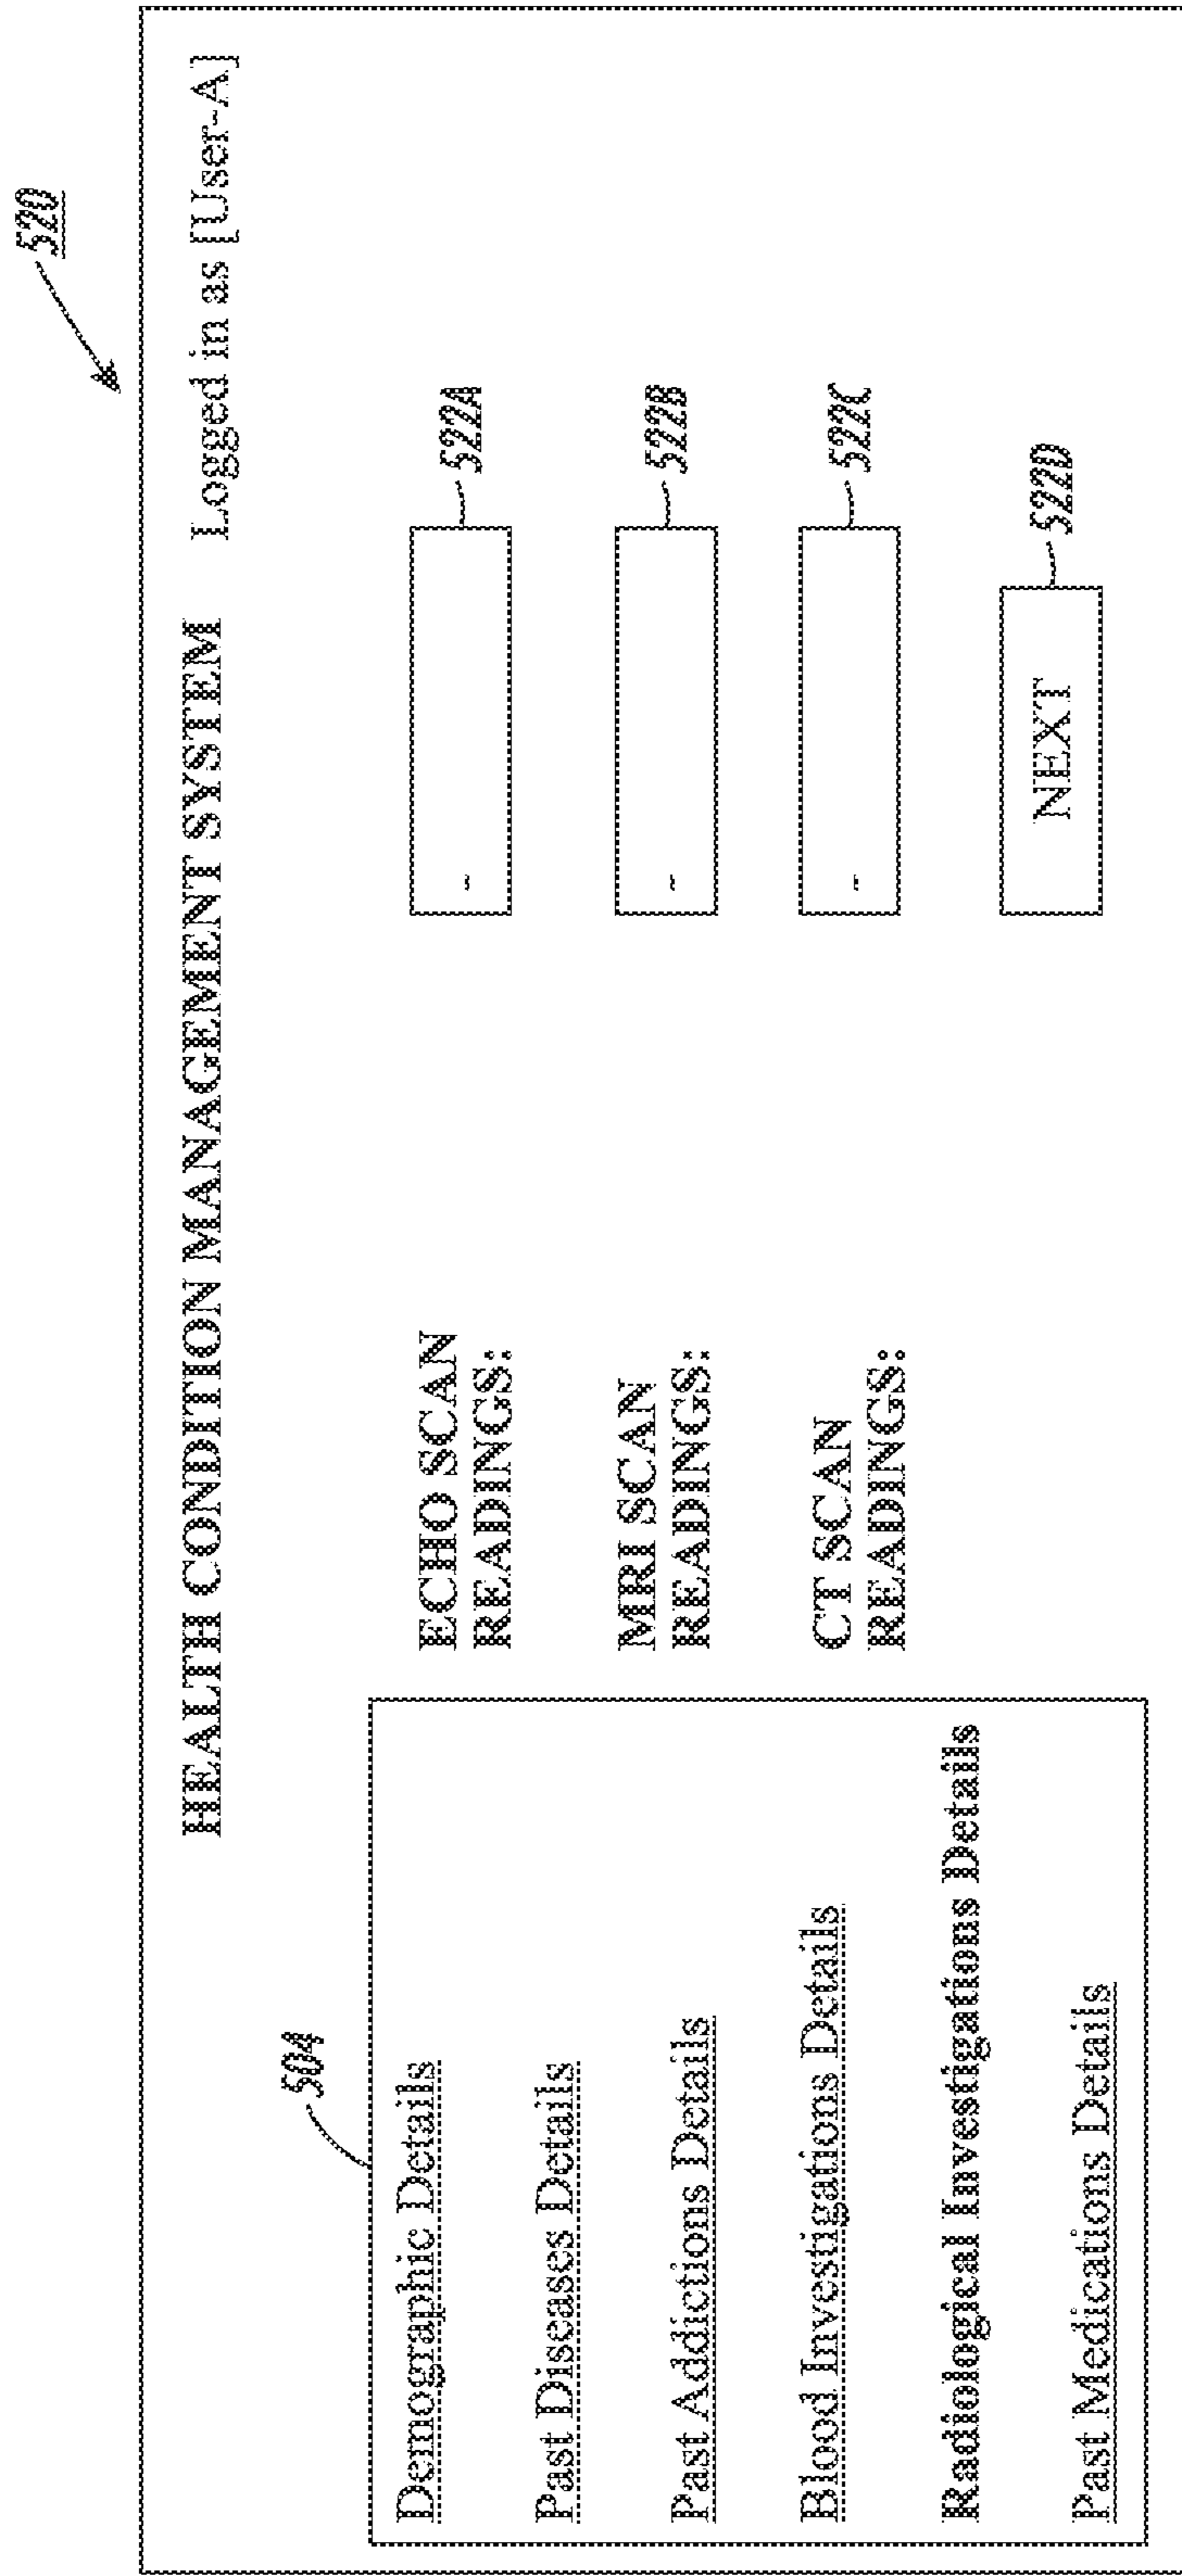 520
HEALTH CONDITION MANAGEMENT SYSTEM Logged in as [User-A]
504
Demographic Details
Past Diseases Details
Past Addictions Details
Blood Investigations Details
Radiological Investigations Details
Past Medications Details
ECHO SCAN
READINGS:
522A
MRI SCAN
READINGS:
522B
CT SCAN
READINGS:
522C
NEXT
522D